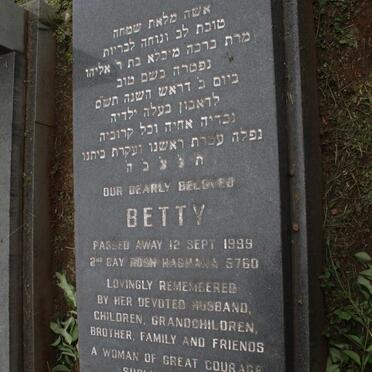 אשה מלאת שמחה
טובת לב ונוחה לבריות
מרת ברכה מיכלא בת ר אליהו
נפטרה בשם טוב
ביום ב דראש השנה תש״ס
לדאבון בעלה ילדיה
נכדיה אחיה וכל קרוביה
נפלה עטרת ראשנו ועקרת ביתנו
ת נ צ ב ה
OUR DEARLY BELOVED
BETTY
PASSED AWAY 12 SEPT 1999
2ND DAY ROSH HASHANA 5760
LOVINGLY REMEMBERED
BY HER DEVOTED HUSBAND,
CHILDREN, GRANDCHILDREN,
BROTHER, FAMILY AND FRIENDS
A WOMAN OF GREAT COURAGE